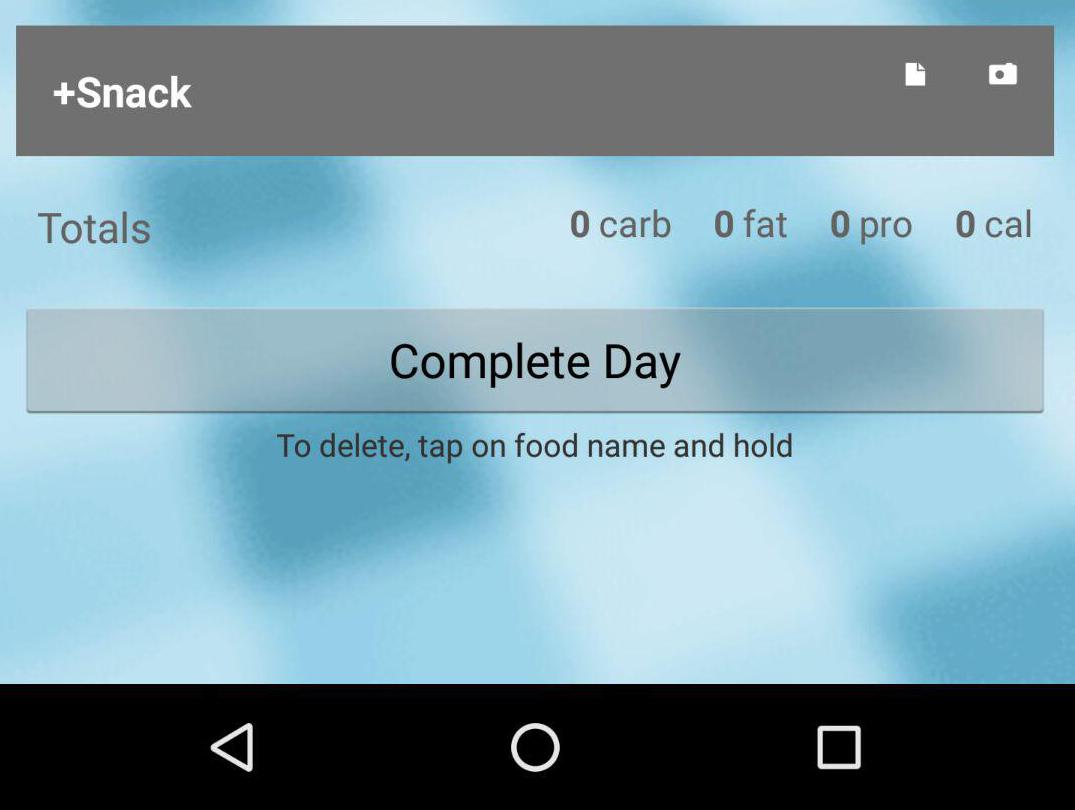 +Snack
Totals 0 carb 0 fat 0 pro 0 cal
Complete Day
To delete, tap on food name and hold